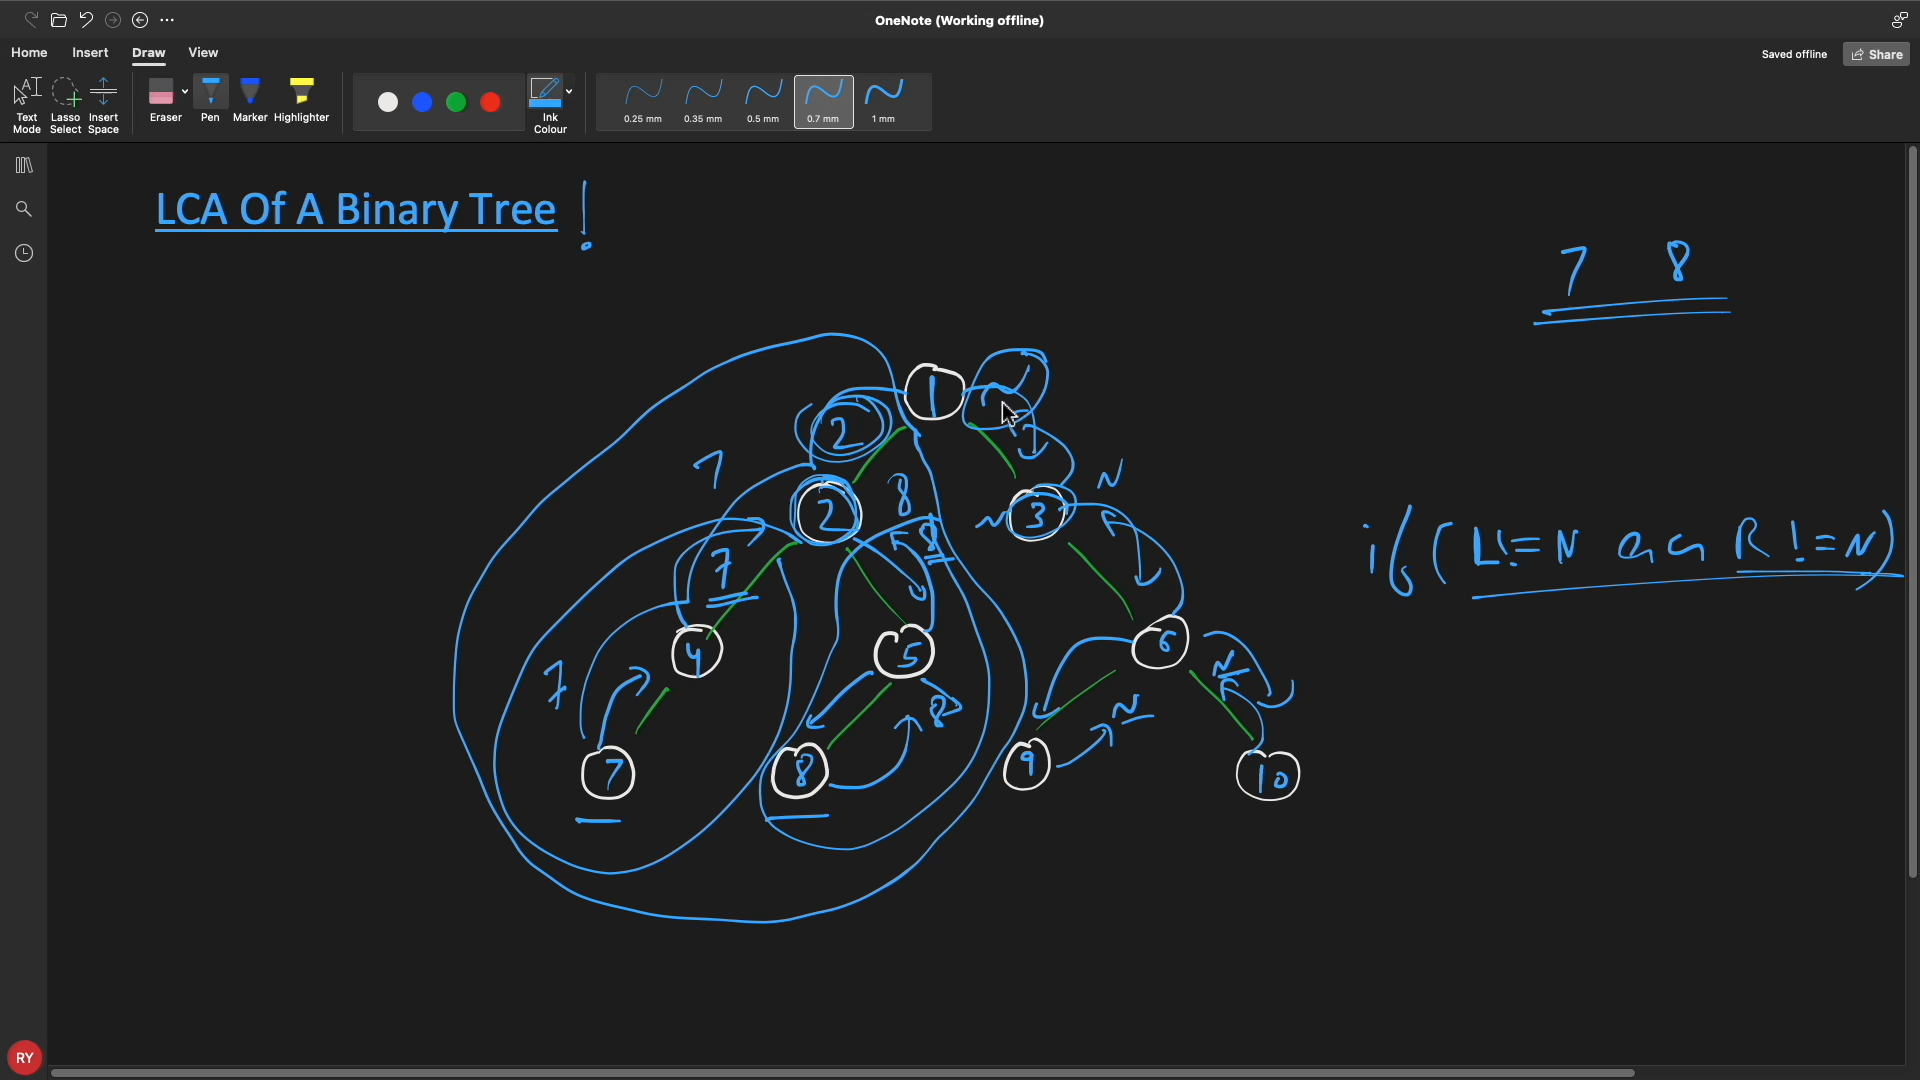 OneNote (Working offline)
Home Insert Draw View
Saved offline Share
Text Mode
Lasso Select
Insert Space
Eraser
Pen
Marker
Highlighter
Ink Colour
0.25 mm 0.35 mm 0.5 mm 0.7 mm 1 mm
LCA Of A Binary Tree !
7 8
1
2
7 8 N
2 N 3
8
7
if ( L!=N && R!=N)
4 5 6
7 8 N N
7 8 9 10
RY